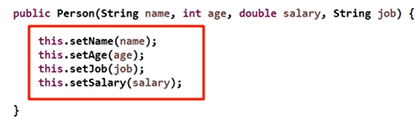 public Person(String name, int age, double salary, String job) {
this.setName(name);
this.setAge(age);
this.setJob(job);
this.setSalary(salary);
}